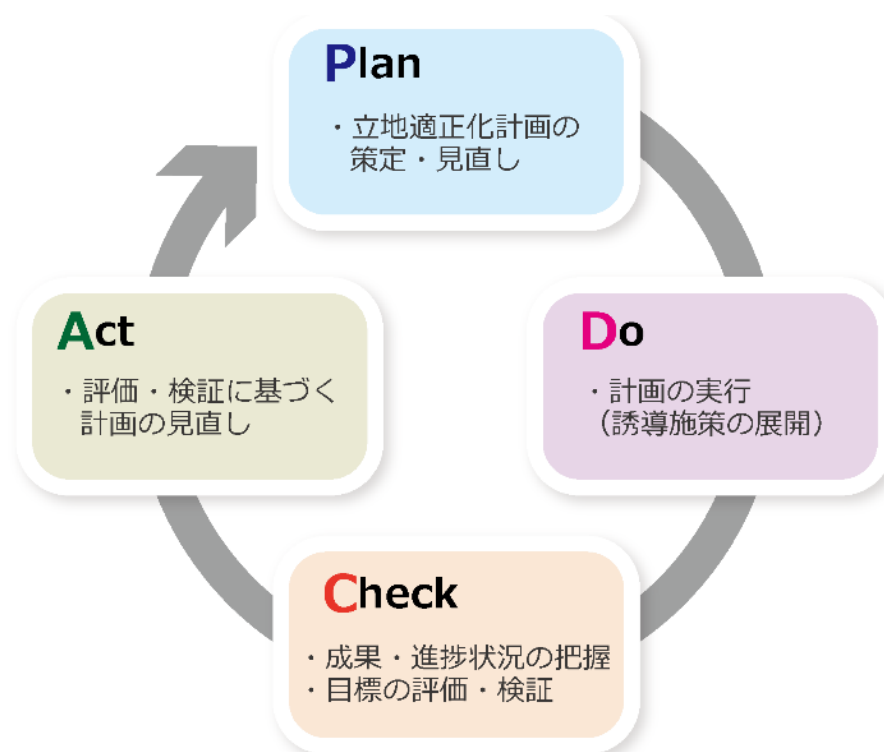 Plan
・立地適正化計画の
策定・見直し
Do
・計画の実行
（誘導施策の展開）
Check
・成果・進捗状況の把握
・目標の評価・検証
Act
・評価・検証に基づく
計画の見直し